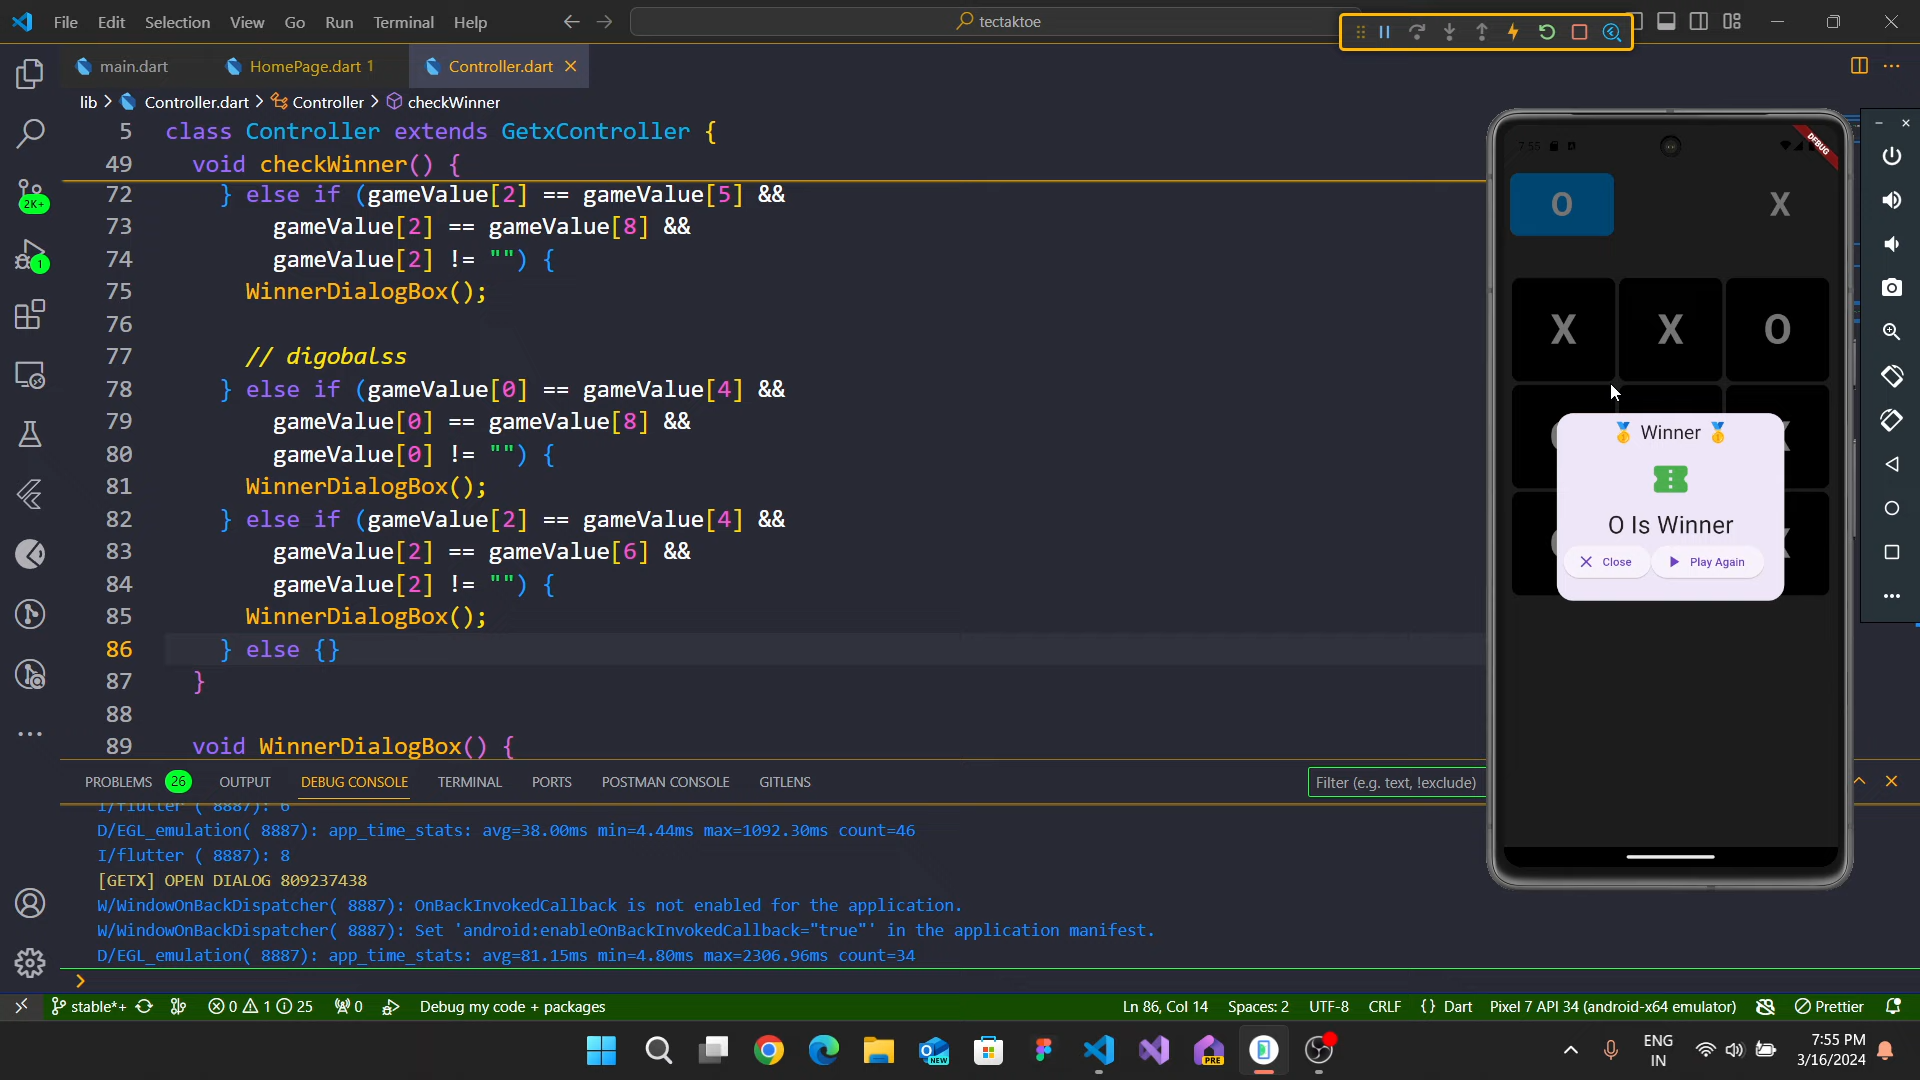 File Edit Selection View Go Run Terminal Help
tectaktoe
main.dart HomePage.dart 1 Controller.dart
lib > Controller.dart > Controller > checkWinner
5 class Controller extends GetxController {
49 void checkWinner() {
72 } else if (gameValue[2] == gameValue[5] &&
73 gameValue[2] == gameValue[8] &&
74 gameValue[2] != "") {
75 WinnerDialogBox();
76
77 // digobalss
78 } else if (gameValue[0] == gameValue[4] &&
79 gameValue[0] == gameValue[8] &&
80 gameValue[0] != "") {
81 WinnerDialogBox();
82 } else if (gameValue[2] == gameValue[4] &&
83 gameValue[2] == gameValue[6] &&
84 gameValue[2] != "") {
85 WinnerDialogBox();
86 } else {}
87 }
88
89 void WinnerDialogBox() {
7:55
DEBUG
O X
X X O
Winner
O Is Winner
Close Play Again
2K+
1
PROBLEMS 26 OUTPUT DEBUG CONSOLE TERMINAL PORTS POSTMAN CONSOLE GITLENS
Filter (e.g. text, !exclude)
I/flutter ( 8887): 6
D/EGL_emulation( 8887): app_time_stats: avg=38.00ms min=4.44ms max=1092.30ms count=46
I/flutter ( 8887): 8
[GETX] OPEN DIALOG 809237438
W/WindowOnBackDispatcher( 8887): OnBackInvokedCallback is not enabled for the application.
W/WindowOnBackDispatcher( 8887): Set 'android:enableOnBackInvokedCallback="true"' in the application manifest.
D/EGL_emulation( 8887): app_time_stats: avg=81.15ms min=4.80ms max=2306.96ms count=34
stable*+ 0 1 25 0 Debug my code + packages Ln 86, Col 14 Spaces: 2 UTF-8 CRLF {} Dart Pixel 7 API 34 (android-x64 emulator) Prettier
NEW
PRE
ENG
IN
7:55 PM
3/16/2024